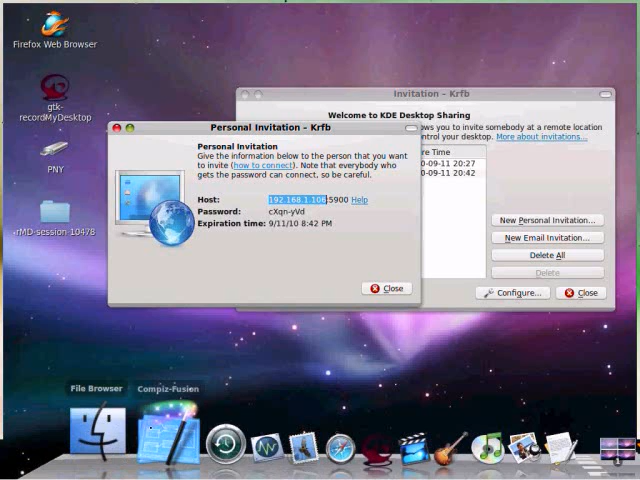 Firefox Web Browser
gtk-
recordMyDesktop
PNY
rMD-session-10478
Invitation – Krfb
Welcome to KDE Desktop Sharing
ows you to invite somebody at a remote location
ntrol your desktop. More about invitations...
re Time
0-09-11 20:27
0-09-11 20:42
New Personal Invitation...
New Email Invitation...
Delete All
Delete
Configure...
Close
Personal Invitation – Krfb
Personal Invitation
Give the information below to the person that you want
to invite (how to connect). Note that everybody who
gets the password can connect, so be careful.
Host: 192.168.1.106:5900 Help
Password: cXqn-yVd
Expiration time: 9/11/10 8:42 PM
Close
File Browser
Compiz-Fusion
1